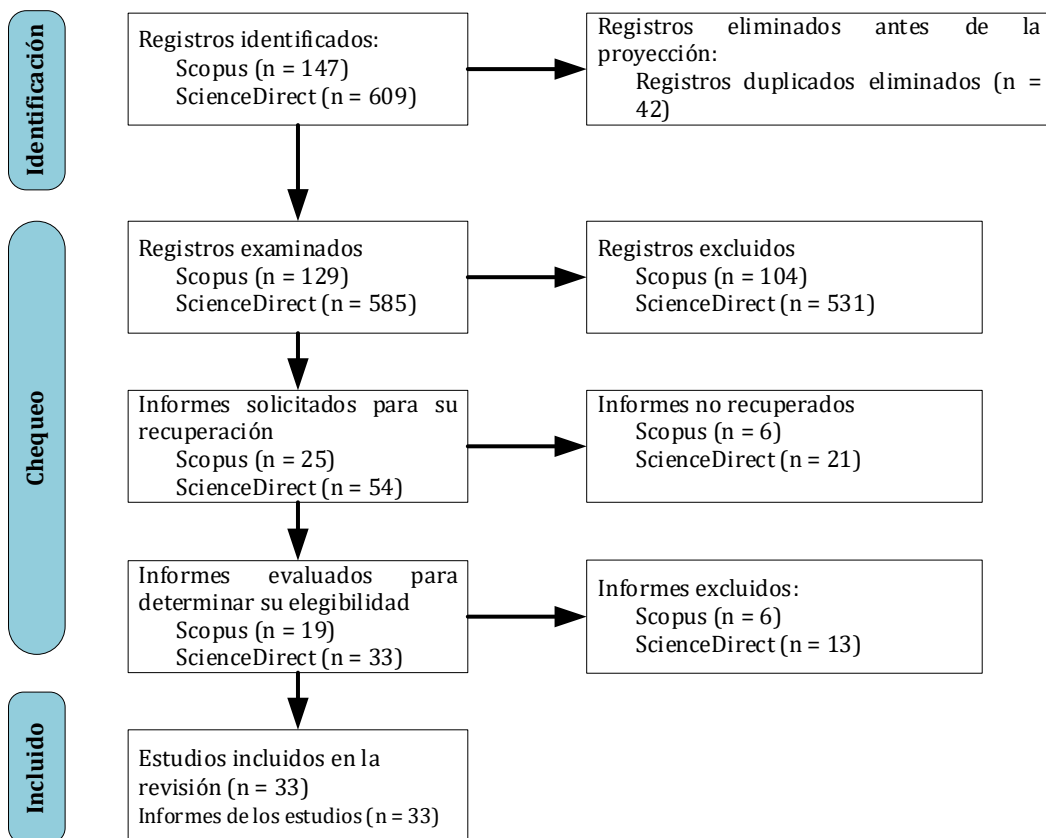 Identificación
Registros identificados:
Scopus (n = 147)
ScienceDirect (n = 609)
Registros eliminados antes de la
proyección:
Registros duplicados eliminados (n =
42)
Chequeo
Registros examinados
Scopus (n = 129)
ScienceDirect (n = 585)
Registros excluidos
Scopus (n = 104)
ScienceDirect (n = 531)
Informes solicitados para su
recuperación
Scopus (n = 25)
ScienceDirect (n = 54)
Informes no recuperados
Scopus (n = 6)
ScienceDirect (n = 21)
Informes evaluados para
determinar su elegibilidad
Scopus (n = 19)
ScienceDirect (n = 33)
Informes excluidos:
Scopus (n = 6)
ScienceDirect (n = 13)
Incluido
Estudios incluidos en la
revisión (n = 33)
Informes de los estudios (n = 33)